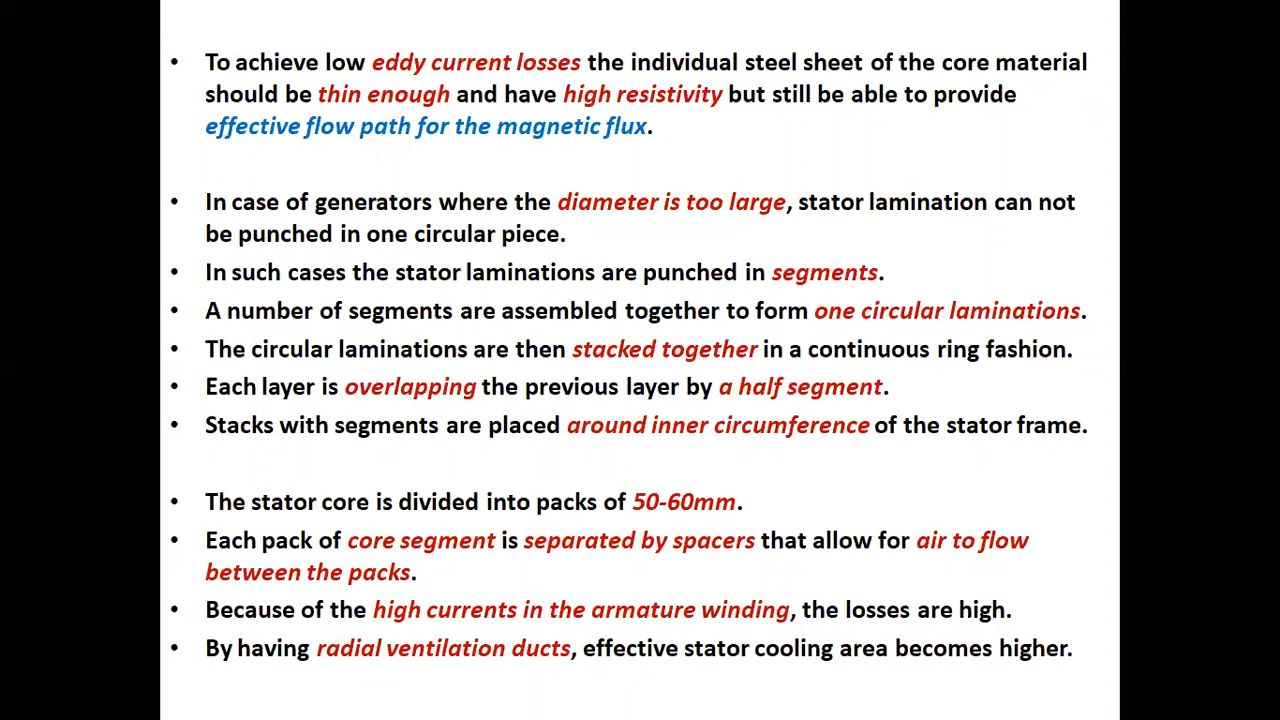 • To achieve low eddy current losses the individual steel sheet of the core material
should be thin enough and have high resistivity but still be able to provide
effective flow path for the magnetic flux.
• In case of generators where the diameter is too large, stator lamination can not
be punched in one circular piece.
• In such cases the stator laminations are punched in segments.
• A number of segments are assembled together to form one circular laminations.
• The circular laminations are then stacked together in a continuous ring fashion.
• Each layer is overlapping the previous layer by a half segment.
• Stacks with segments are placed around inner circumference of the stator frame.
• The stator core is divided into packs of 50-60mm.
• Each pack of core segment is separated by spacers that allow for air to flow
between the packs.
• Because of the high currents in the armature winding, the losses are high.
• By having radial ventilation ducts, effective stator cooling area becomes higher.